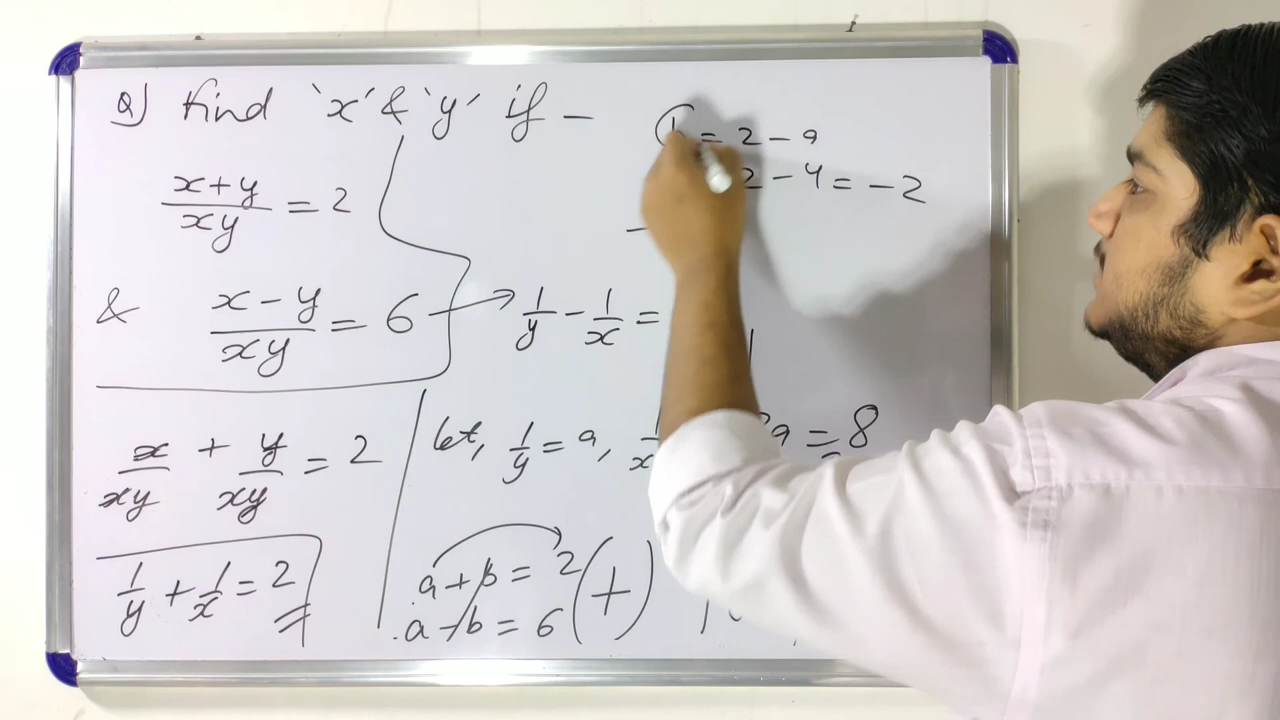 Q) Find 'x' & 'y' if –
x+y/xy = 2
& x-y/xy = 6 → 1/y - 1/x =
x/xy + y/xy = 2
1/y + 1/x = 2
let, 1/y = a, 1/x
a+b = 2
a-b = 6 (+)
= 2 - a
2 - 4 = -2
a = 8